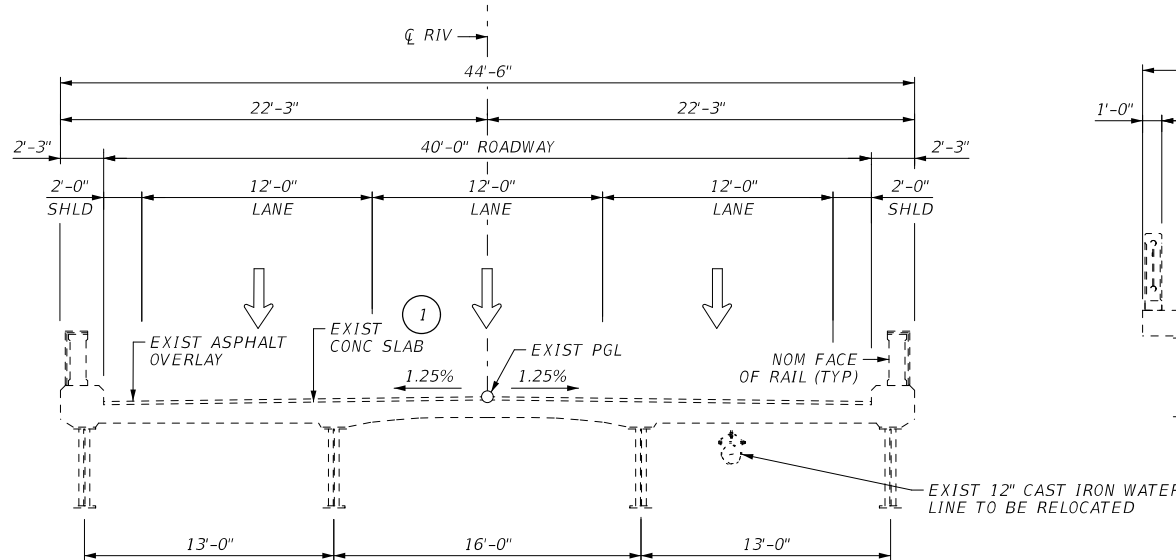 ℄ RIV
44'-6"
22'-3" 22'-3"
1'-0"
2'-3" 40'-0" ROADWAY 2'-3"
2'-0" 12'-0" 12'-0" 12'-0" 2'-0"
SHLD LANE LANE LANE SHLD
1
EXIST ASPHALT
OVERLAY
EXIST
CONC SLAB
EXIST PGL
NOM FACE
OF RAIL (TYP)
1.25% 1.25%
EXIST 12" CAST IRON WATER
LINE TO BE RELOCATED
13'-0" 16'-0" 13'-0"